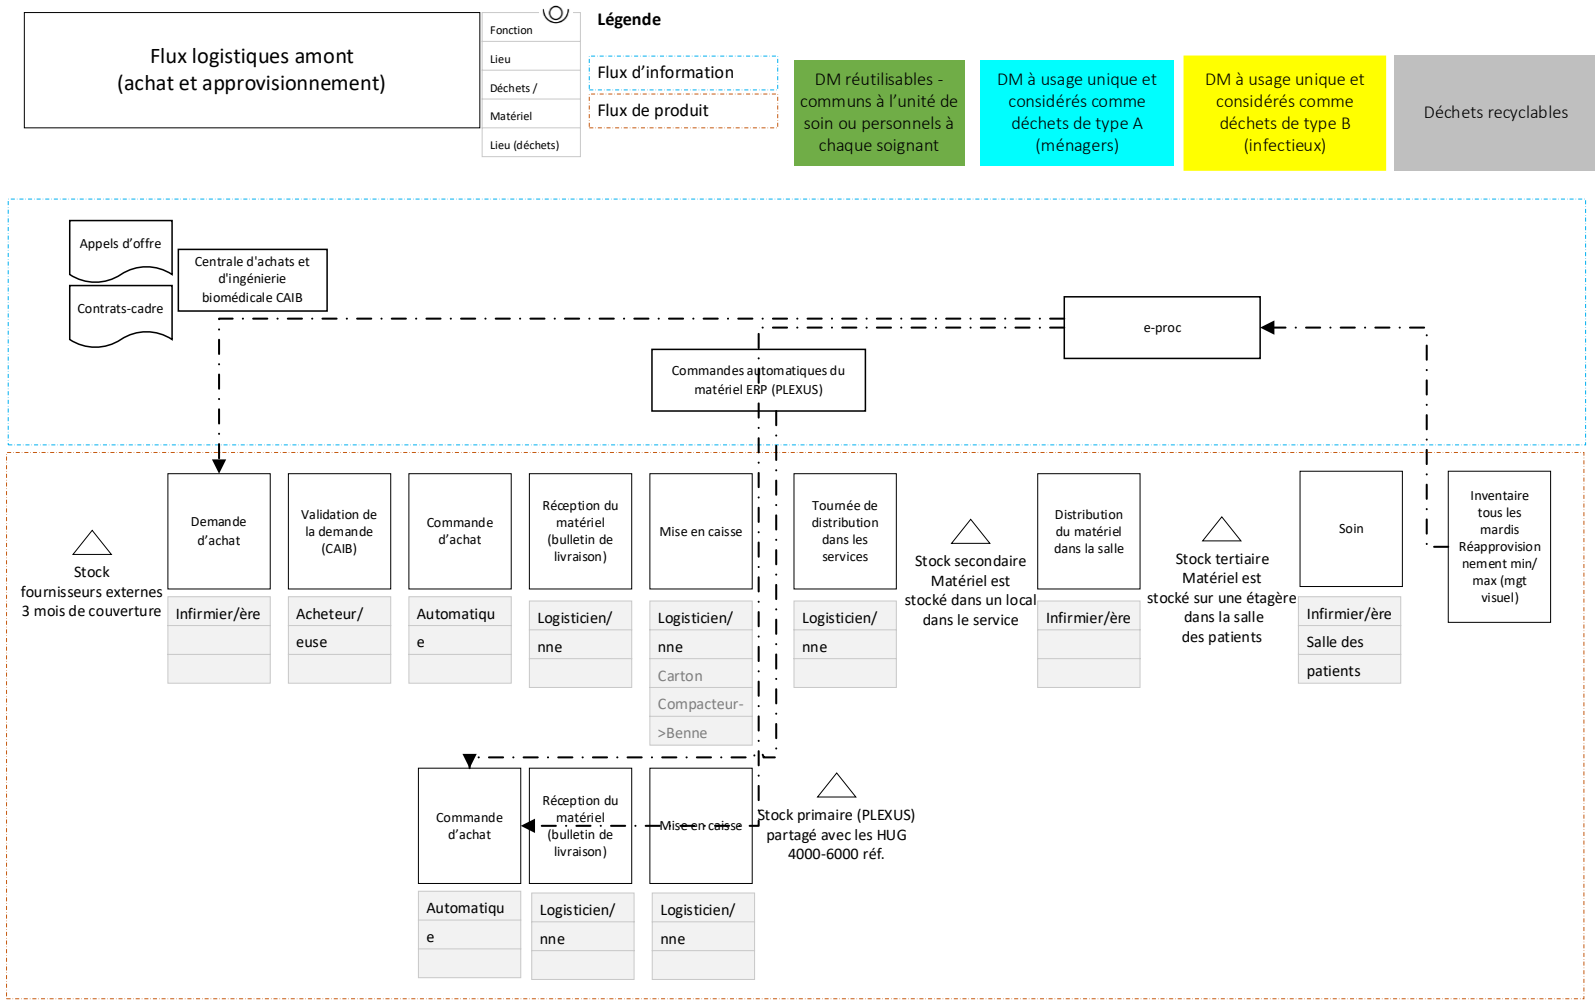 Flux logistiques amont
(achat et approvisionnement)
Fonction
Lieu
Déchets /
Matériel
Lieu (déchets)
Légende
Flux d’information
Flux de produit
DM réutilisables -
communs à l’unité de
soin ou personnels à
chaque soignant
DM à usage unique et
considérés comme
déchets de type A
(ménagers)
DM à usage unique et
considérés comme
déchets de type B
(infectieux)
Déchets recyclables
Appels d’offre
Contrats-cadre
Centrale d'achats et
d'ingénierie
biomédicale CAIB
e-proc
Commandes automatiques du
matériel ERP (PLEXUS)
Stock
fournisseurs externes
3 mois de couverture
Demande
d’achat
Infirmier/ère
Validation de
la demande
(CAIB)
Acheteur/
euse
Commande
d’achat
Automatiqu
e
Réception du
matériel
(bulletin de
livraison)
Logisticien/
nne
Mise en caisse
Logisticien/
nne
Carton
Compacteur-
>Benne
Tournée de
distribution
dans les
services
Logisticien/
nne
Stock secondaire
Matériel est
stocké dans un local
dans le service
Distribution
du matériel
dans la salle
Infirmier/ère
Stock tertiaire
Matériel est
stocké sur une étagère
dans la salle
des patients
Soin
Infirmier/ère
Salle des
patients
Inventaire
tous les
mardis
Réapprovision
nement min/
max (mgt
visuel)
Commande
d’achat
Automatiqu
e
Réception du
matériel
(bulletin de
livraison)
Logisticien/
nne
Mise en caisse
Logisticien/
nne
Stock primaire (PLEXUS)
partagé avec les HUG
4000-6000 réf.